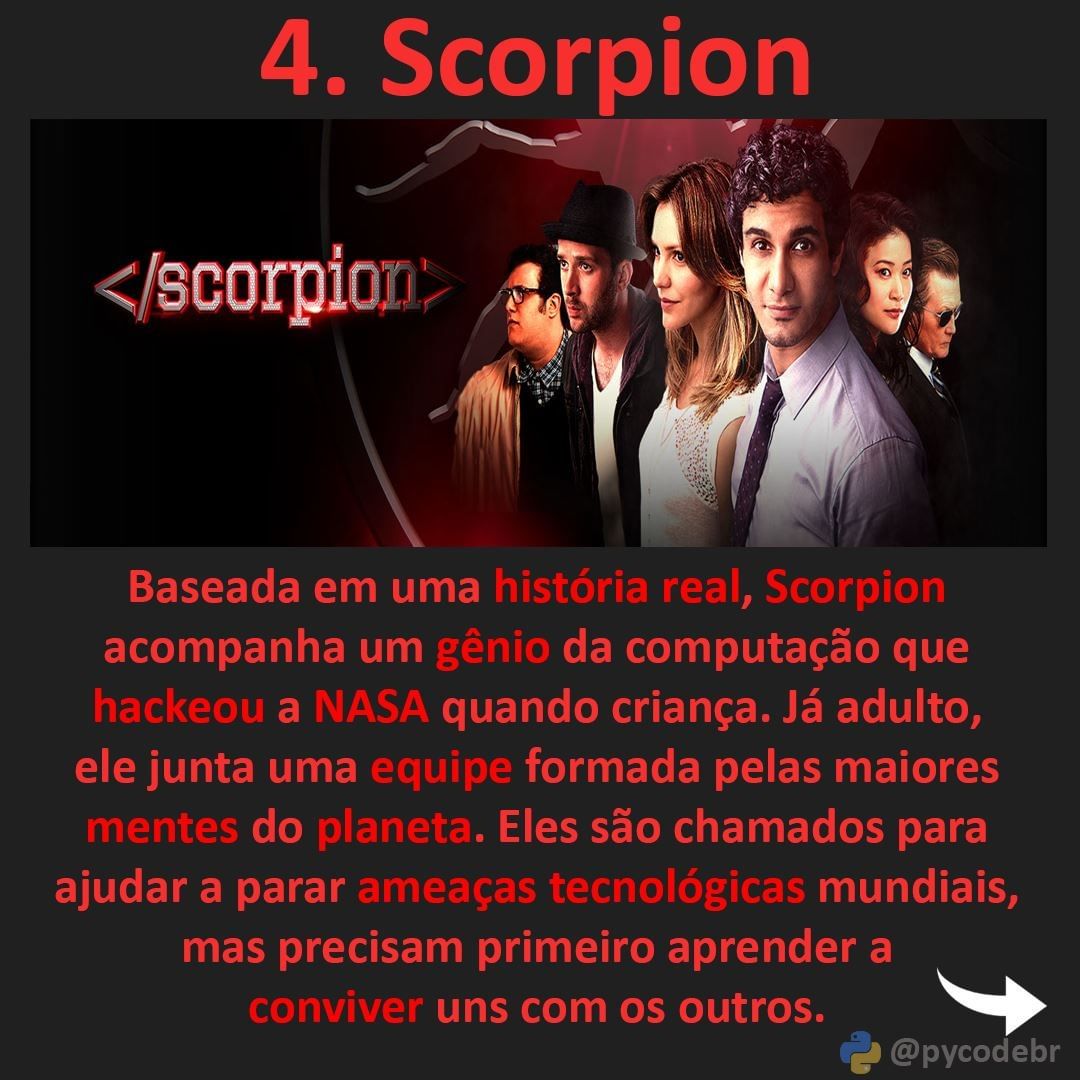 4. Scorpion
</scorpion>
Baseada em uma história real, Scorpion
acompanha um gênio da computação que
hackeou a NASA quando criança. Já adulto,
ele junta uma equipe formada pelas maiores
mentes do planeta. Eles são chamados para
ajudar a parar ameaças tecnológicas mundiais,
mas precisam primeiro aprender a
conviver uns com os outros.
@pycodebr